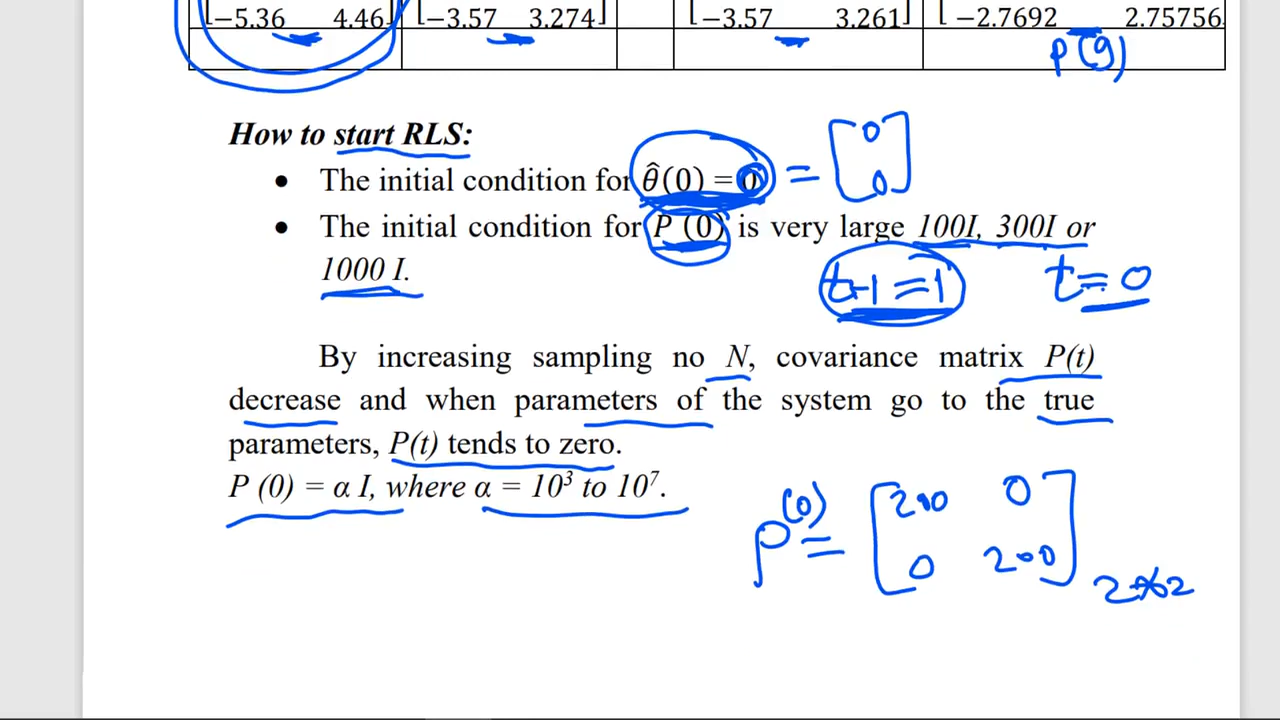 [−5.36 4.46] [−3.57 3.274] [−3.57 3.261] [−2.7692 2.75756
P(9)
How to start RLS:
• The initial condition for θ̂(0) = 0 = [0 0]
• The initial condition for P (0) is very large 100I, 300I or
1000 I.
t-1 = 1 t = 0
By increasing sampling no N, covariance matrix P(t)
decrease and when parameters of the system go to the true
parameters, P(t) tends to zero.
P (0) = α I, where α = 10³ to 10⁷.
P(0) = [200 0
0 200] 2*2